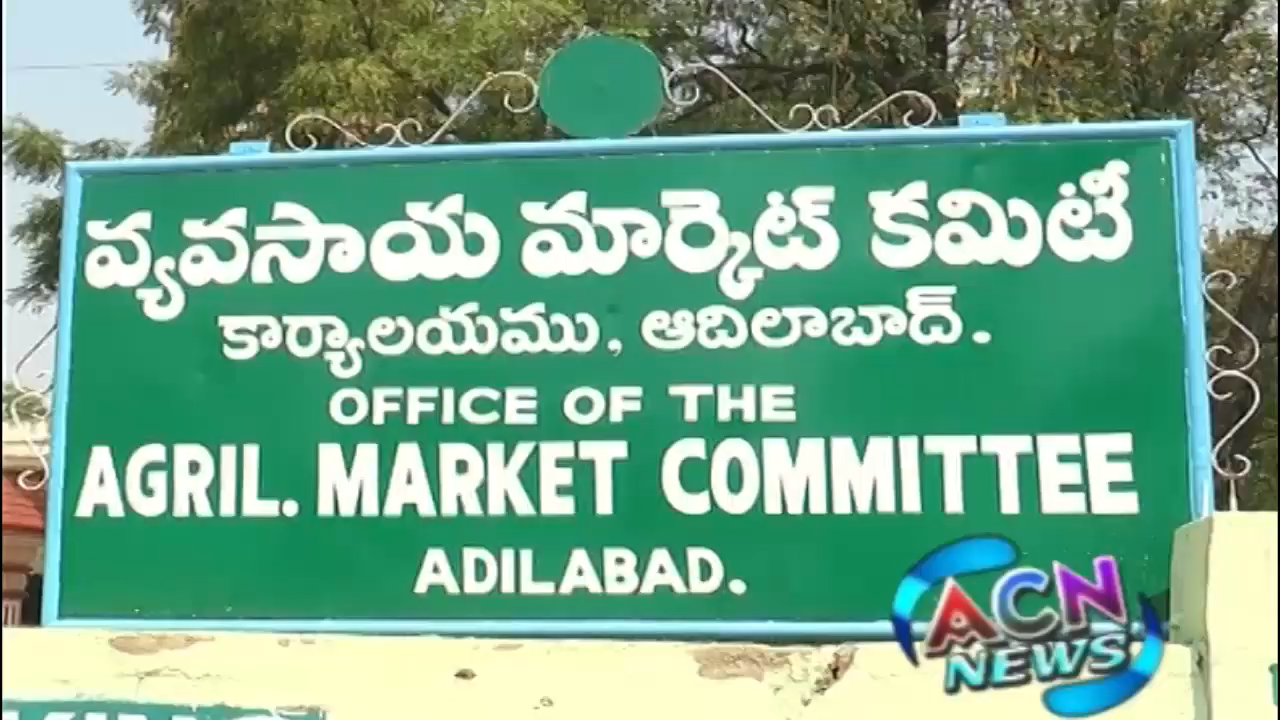 వ్యవసాయ మార్కెట్ కమిటీ
కార్యాలయము, ఆదిలాబాద్.
OFFICE OF THE
AGRIL. MARKET COMMITTEE
ADILABAD.
ACN
NEWS